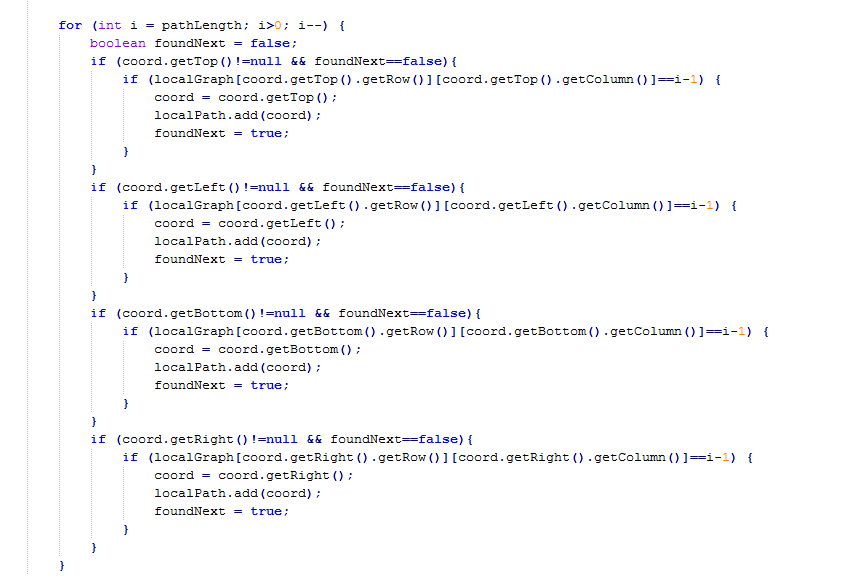 for (int i = pathLength; i>0; i--) {
boolean foundNext = false;
if (coord.getTop()!=null && foundNext==false){
if (localGraph[coord.getTop().getRow()][coord.getTop().getColumn()]==i-1) {
coord = coord.getTop();
localPath.add(coord);
foundNext = true;
}
}
if (coord.getLeft()!=null && foundNext==false){
if (localGraph[coord.getLeft().getRow()][coord.getLeft().getColumn()]==i-1) {
coord = coord.getLeft();
localPath.add(coord);
foundNext = true;
}
}
if (coord.getBottom()!=null && foundNext==false){
if (localGraph[coord.getBottom().getRow()][coord.getBottom().getColumn()]==i-1) {
coord = coord.getBottom();
localPath.add(coord);
foundNext = true;
}
}
if (coord.getRight()!=null && foundNext==false){
if (localGraph[coord.getRight().getRow()][coord.getRight().getColumn()]==i-1) {
coord = coord.getRight();
localPath.add(coord);
foundNext = true;
}
}
}